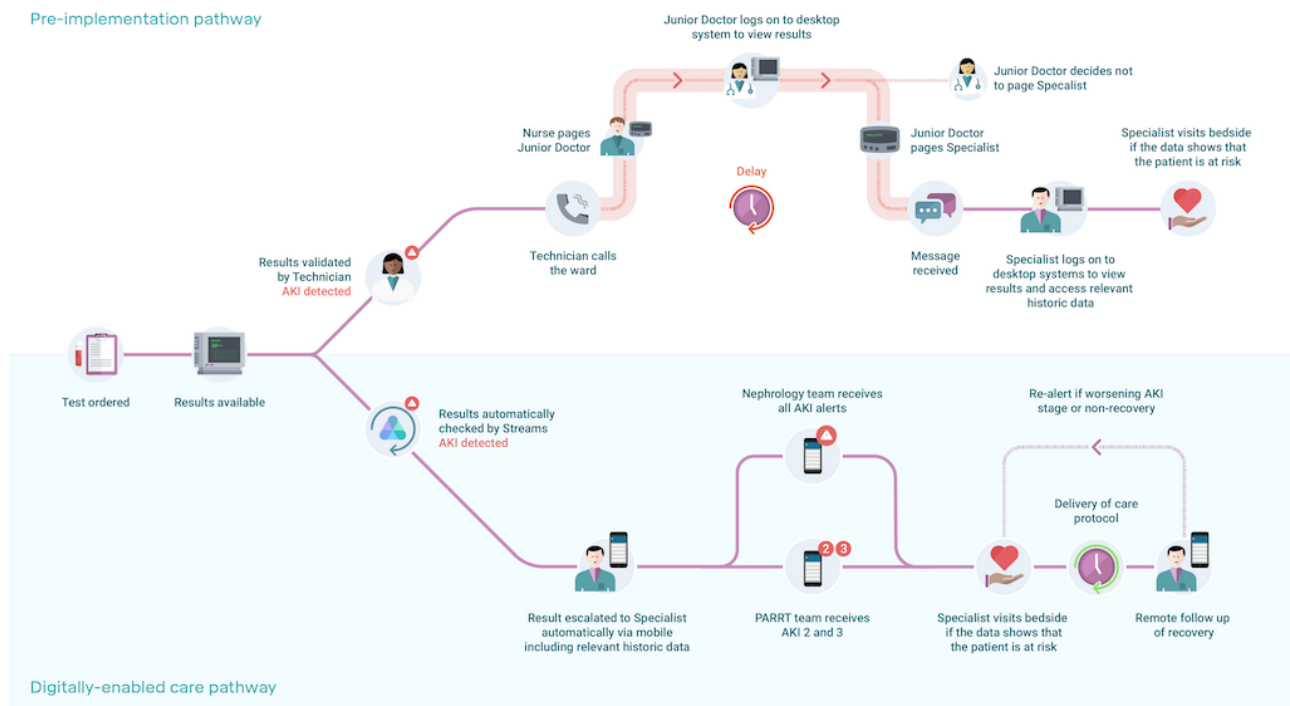 Pre-implementation pathway
Junior Doctor logs on to desktop
system to view results
Junior Doctor decides not
to page Specalist
Nurse pages
Junior Doctor
Junior Doctor
pages Specialist
Specialist visits bedside
if the data shows that
the patient is at risk
Delay
Results validated
by Technician
AKI detected
Technician calls
the ward
Message
received
Specialist logs on to
desktop systems to view
results and access relevant
historic data
Test ordered
Results available
Results automatically
checked by Streams
AKI detected
Nephrology team receives
all AKI alerts
Re-alert if worsening AKI
stage or non-recovery
Delivery of care
protocol
2 3
Result escalated to Specialist
automatically via mobile
including relevant historic data
PARRT team receives
AKI 2 and 3
Specialist visits bedside
if the data shows that
the patient is at risk
Remote follow up
of recovery
Digitally-enabled care pathway